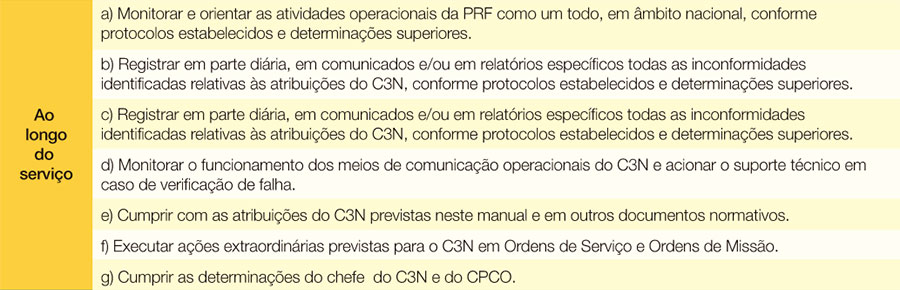 Ao
longo
do
serviço
a) Monitorar e orientar as atividades operacionais da PRF como um todo, em âmbito nacional, conforme
protocolos estabelecidos e determinações superiores.
b) Registrar em parte diária, em comunicados e/ou em relatórios específicos todas as inconformidades
identificadas relativas às atribuições do C3N, conforme protocolos estabelecidos e determinações superiores.
c) Registrar em parte diária, em comunicados e/ou em relatórios específicos todas as inconformidades
identificadas relativas às atribuições do C3N, conforme protocolos estabelecidos e determinações superiores.
d) Monitorar o funcionamento dos meios de comunicação operacionais do C3N e acionar o suporte técnico em
caso de verificação de falha.
e) Cumprir com as atribuições do C3N previstas neste manual e em outros documentos normativos.
f) Executar ações extraordinárias previstas para o C3N em Ordens de Serviço e Ordens de Missão.
g) Cumprir as determinações do chefe do C3N e do CPCO.